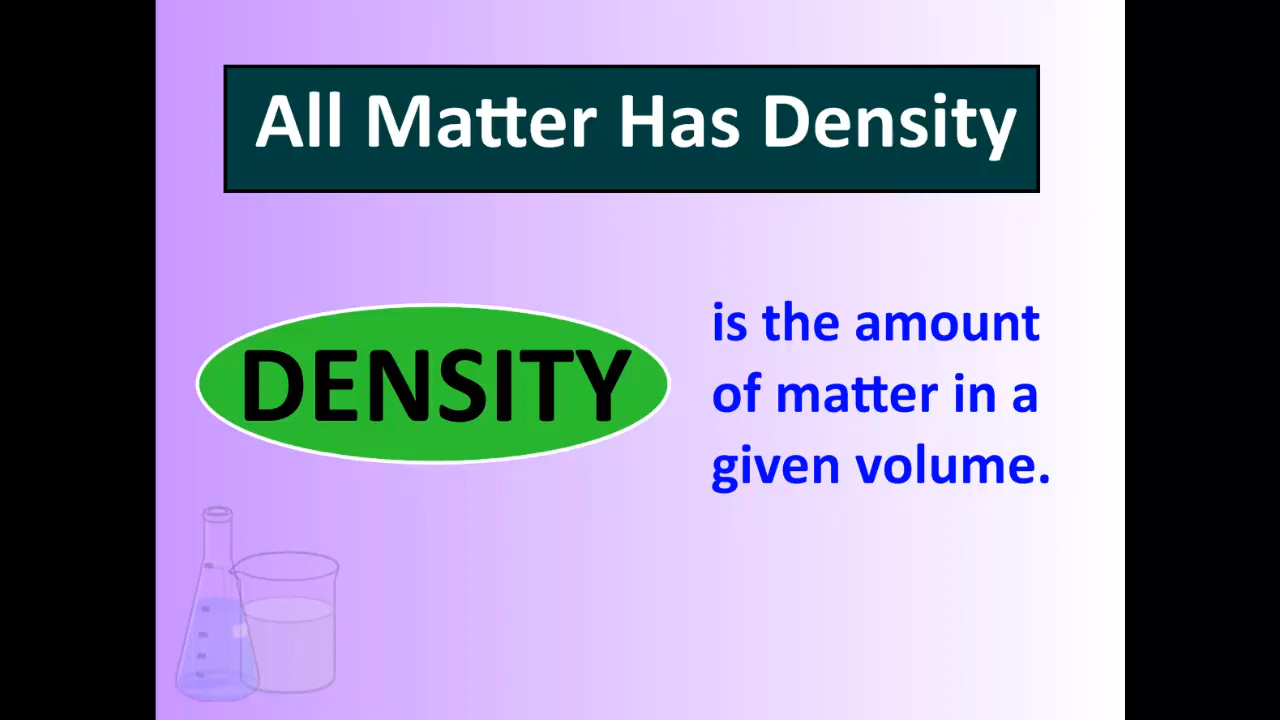 All Matter Has Density
DENSITY
is the amount
of matter in a
given volume.